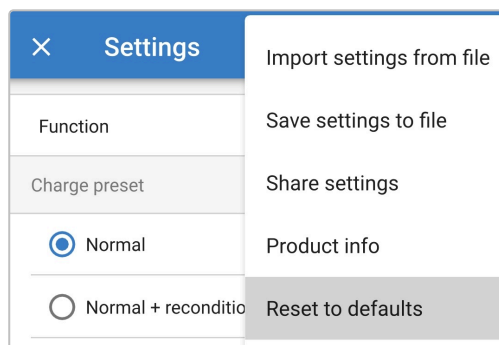 Settings
Import settings from file
Function
Save settings to file
Charge preset
Share settings
Normal
Product info
Normal + reconditio
Reset to defaults